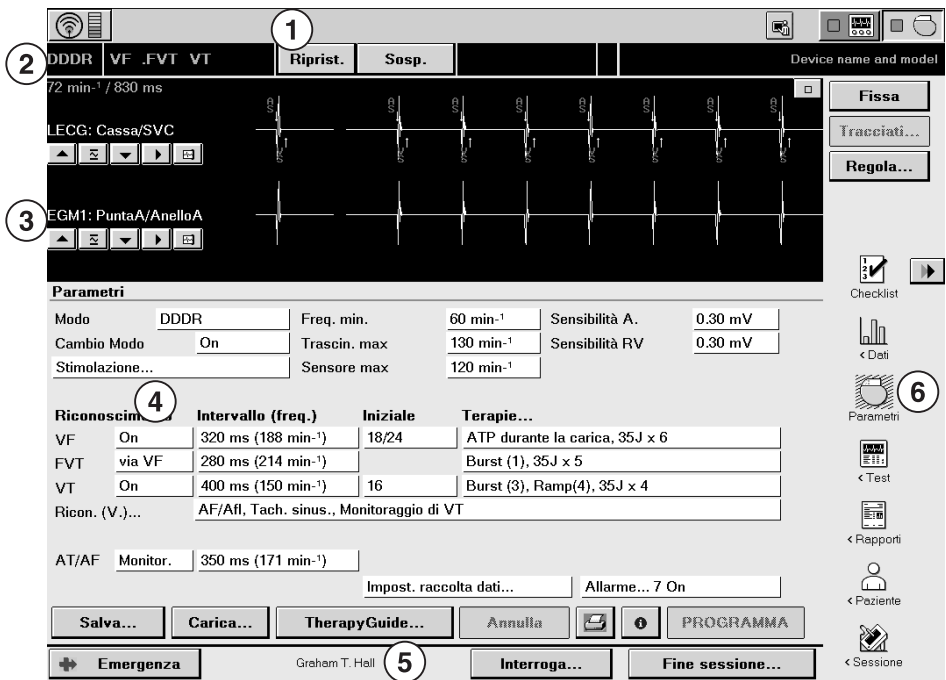 1
2
DDDR VF .FVT VT Riprist. Sosp. Device name and model
72 min-¹ / 830 ms
LECG: Cassa/SVC
3
EGM1: PuntaA/AnelloA
Fissa
Tracciati...
Regola...
Checklist
< Dati
6
Parametri
< Test
< Rapporti
< Paziente
< Sessione
Parametri
Modo DDDR Freq. min. 60 min-¹ Sensibilità A. 0.30 mV
Cambio Modo On Trascin. max 130 min-¹ Sensibilità RV 0.30 mV
Stimolazione... Sensore max 120 min-¹
4
Intervallo (freq.) Iniziale Terapie...
VF On 320 ms (188 min-¹) 18/24 ATP durante la carica, 35J x 6
FVT via VF 280 ms (214 min-¹) Burst (1), 35J x 5
VT On 400 ms (150 min-¹) 16 Burst (3), Ramp(4), 35J x 4
Ricon. (V.)... AF/Afl, Tach. sinus., Monitoraggio di VT
AT/AF Monitor. 350 ms (171 min-¹)
Impost. raccolta dati... Allarme... 7 On
Salva... Carica... TherapyGuide... Annulla PROGRAMMA
Emergenza Graham T. Hall 5 Interroga... Fine sessione...